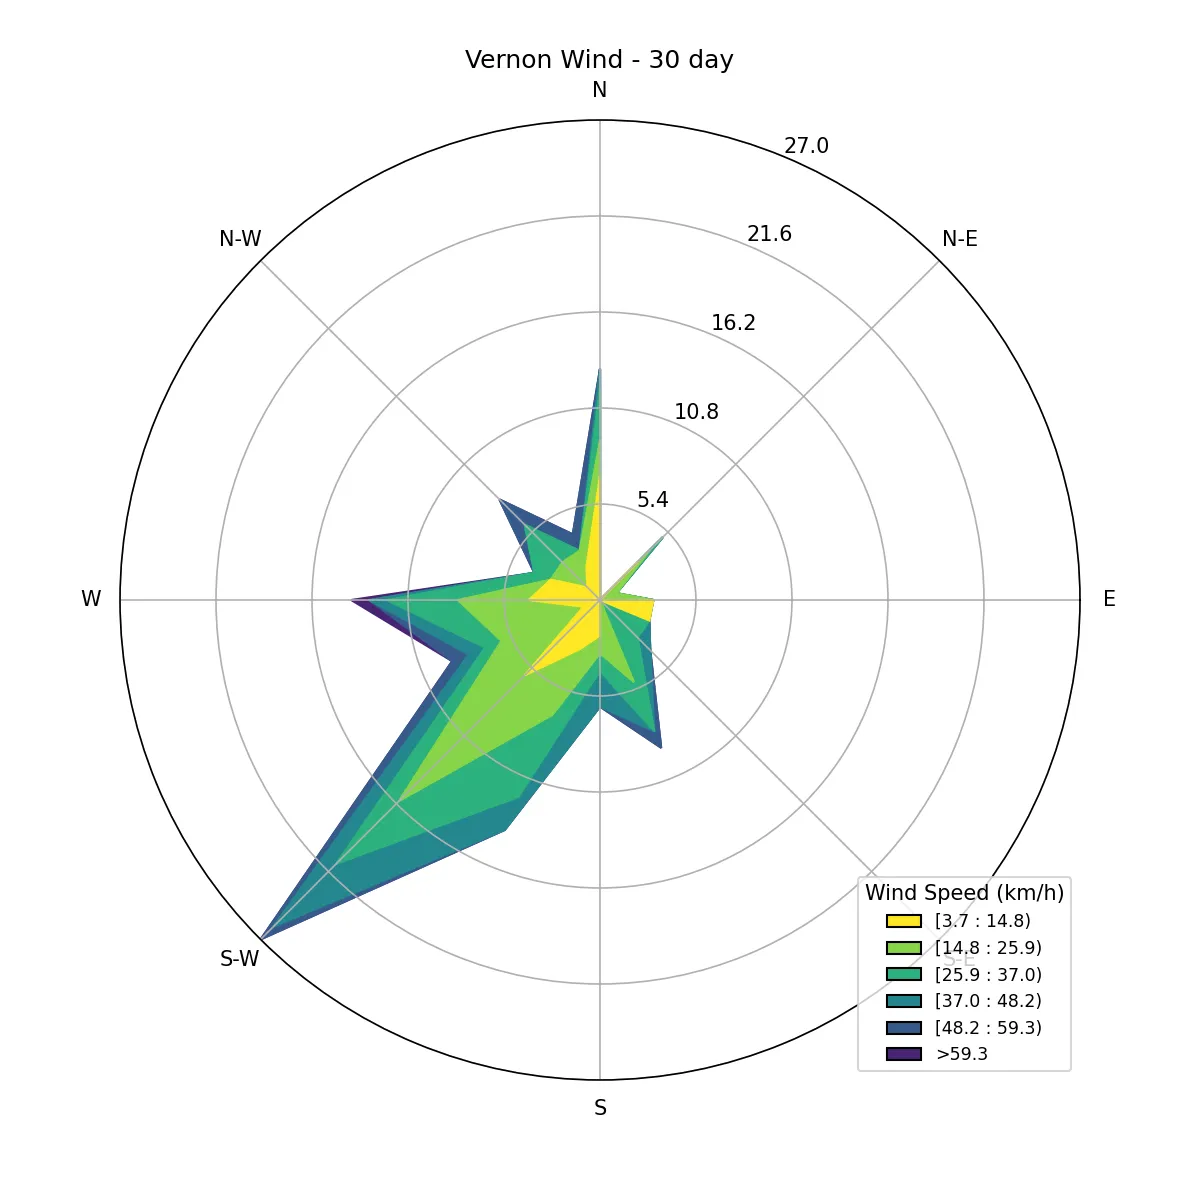 Vernon Wind - 30 day
N
27.0
N-W
N-E
21.6
16.2
10.8
5.4
W
E
Wind Speed (km/h)
[3.7 : 14.8)
[14.8 : 25.9)
S-W
S-E
[25.9 : 37.0)
[37.0 : 48.2)
[48.2 : 59.3)
>59.3
S